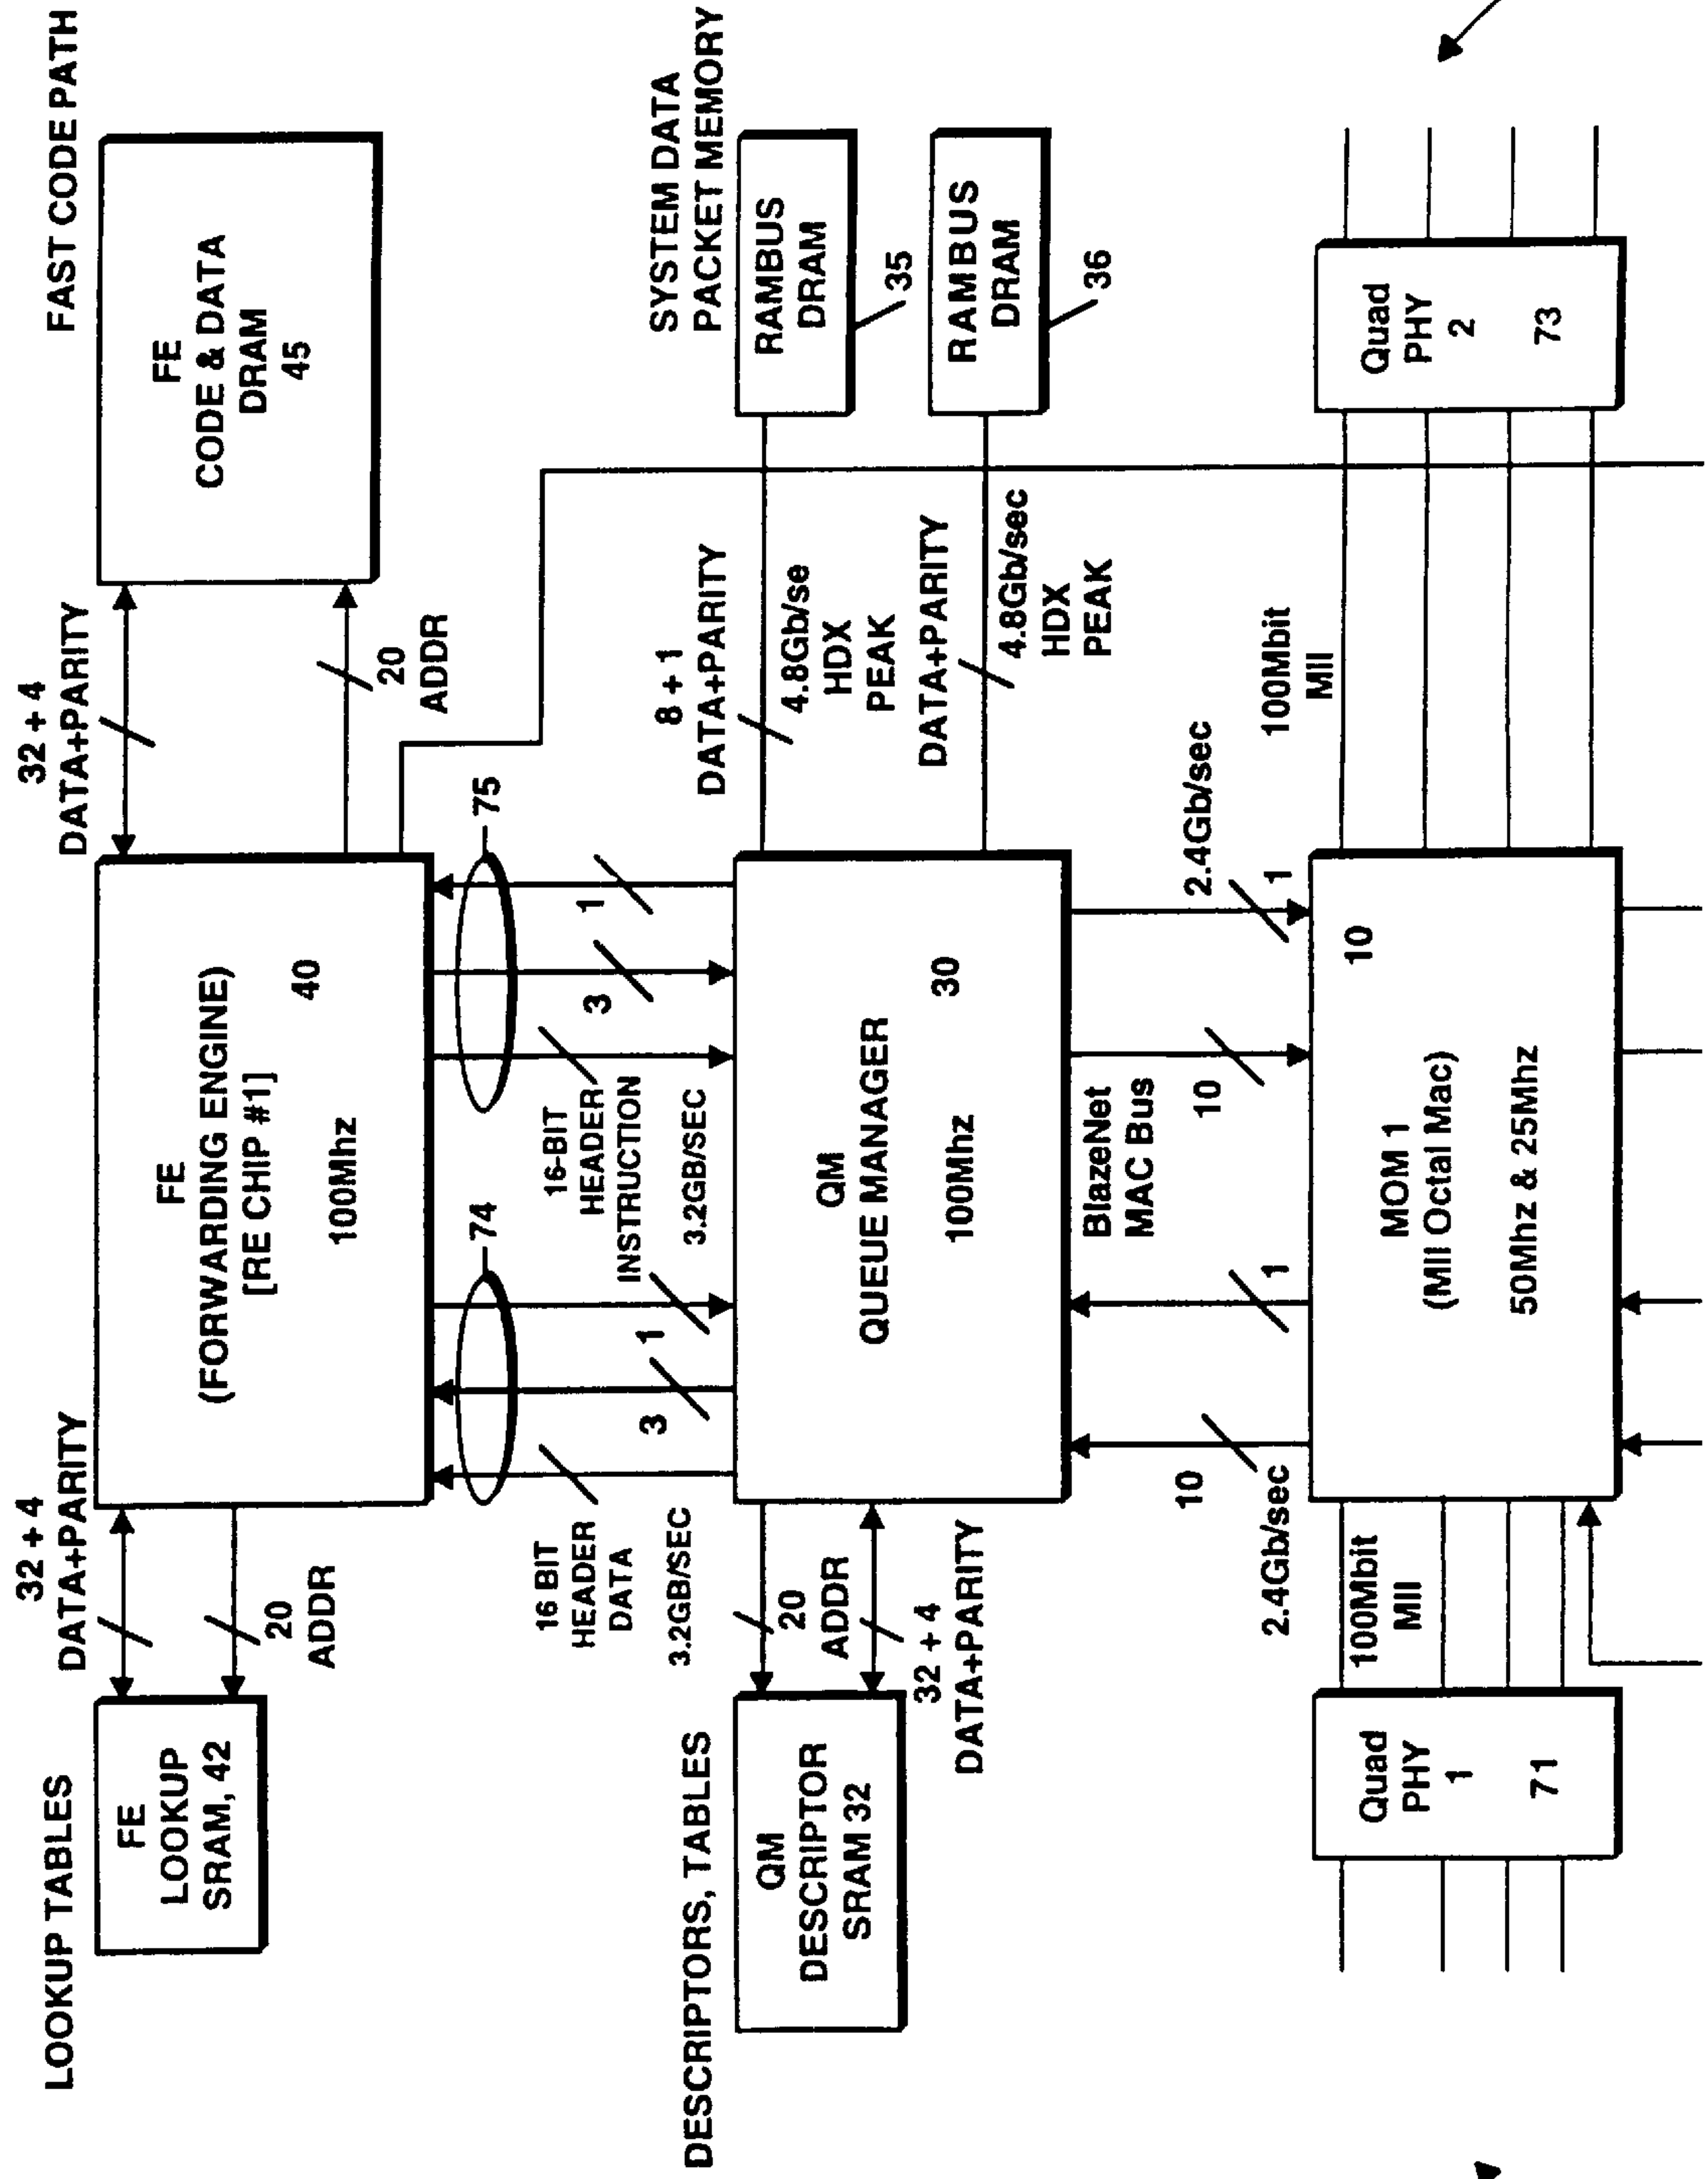 LOOKUP TABLES
FE
LOOKUP
SRAM, 42
32 + 4
DATA+PARITY
20
ADDR
FE
(FORWARDING ENGINE)
[RE CHIP #1]
40
100Mhz
32 + 4
DATA+PARITY
20
ADDR
FAST CODE PATH
FE
CODE & DATA
DRAM
45
74
16 BIT
HEADER
DATA
3.2GB/SEC
3
1
75
16-BIT
HEADER
INSTRUCTION
3.2GB/SEC
3
1
DESCRIPTORS, TABLES
QM
DESCRIPTOR
SRAM 32
20
ADDR
32 + 4
DATA+PARITY
QM
QUEUE MANAGER
30
100Mhz
8 + 1
DATA+PARITY
4.8Gb/se
HDX
PEAK
DATA+PARITY
4.8Gb/sec
HDX
PEAK
SYSTEM DATA
PACKET MEMORY
RAMBUS
DRAM
35
RAMBUS
DRAM
36
10
2.4Gb/sec
1
BlazeNet
MAC Bus
10
2.4Gb/sec
1
Quad
PHY
1
71
100Mbit
MII
MOM 1
(MII Octal Mac)
10
50Mhz & 25Mhz
100Mbit
MII
Quad
PHY
2
73